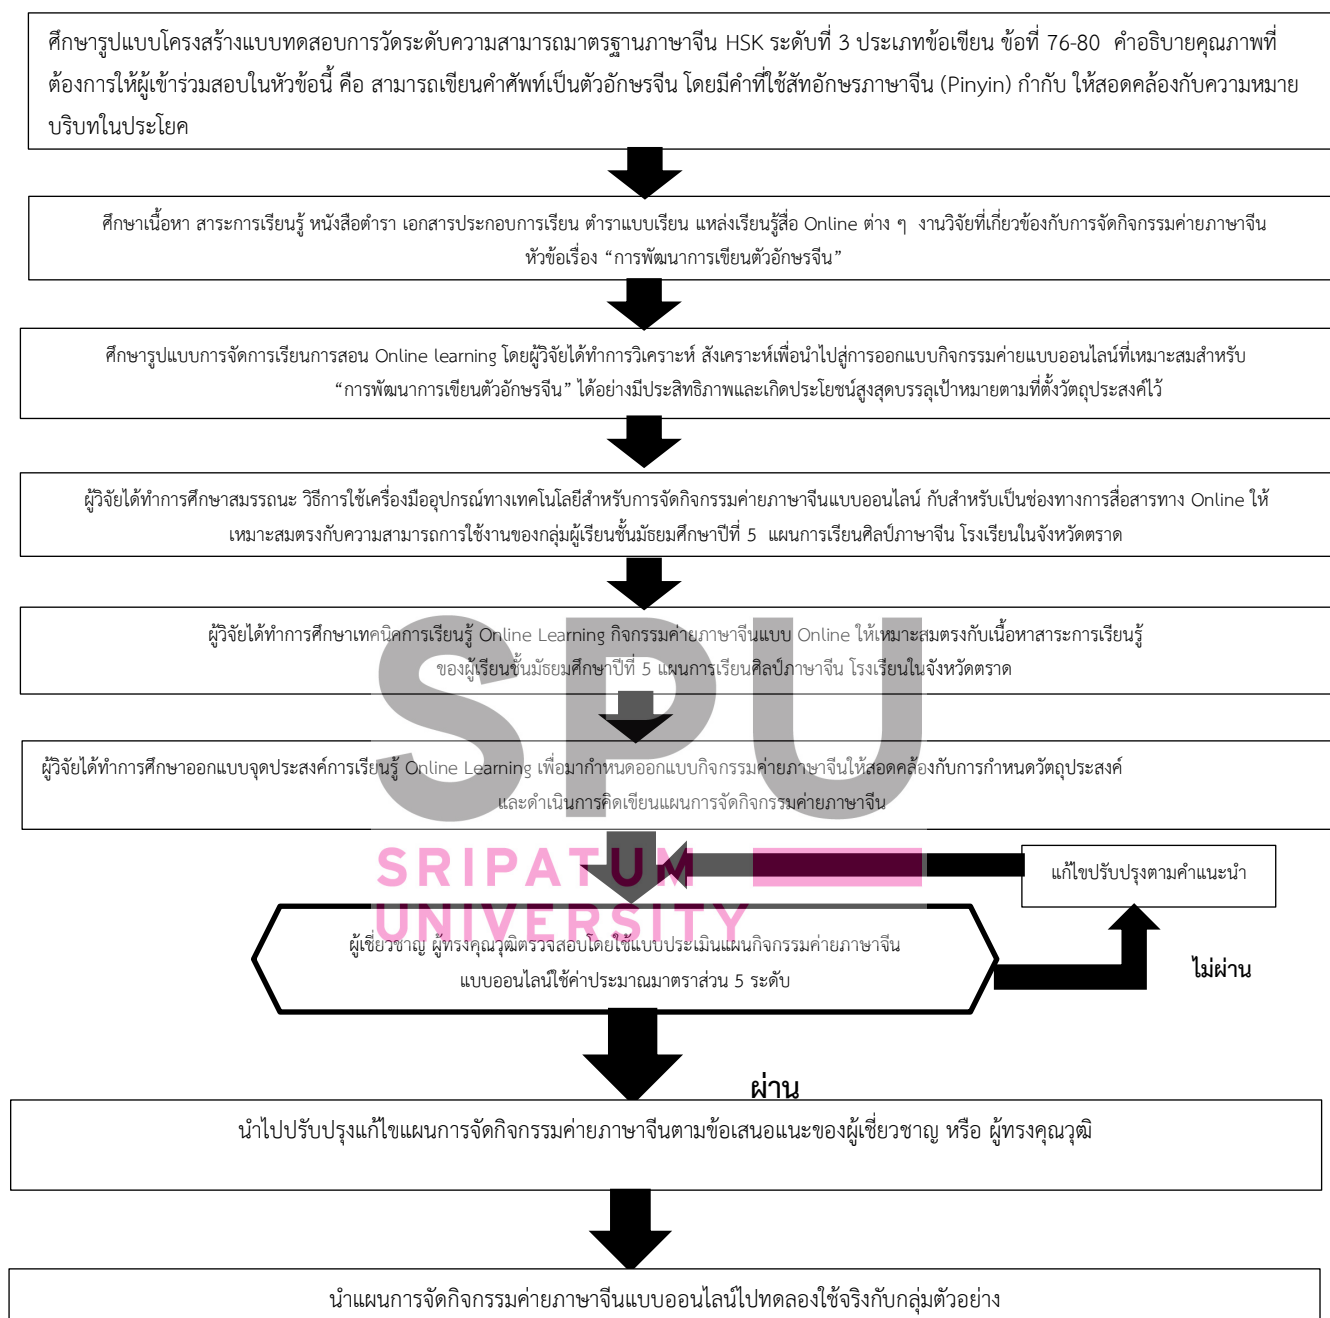 ศึกษารูปแบบโครงสร้างแบบทดสอบการวัดระดับความสามารถมาตรฐานภาษาจีน HSK ระดับที่ 3 ประเภทข้อเขียน ข้อที่ 76-80 คำอธิบายคุณภาพที่
ต้องการให้ผู้เข้าร่วมสอบในหัวข้อนี้ คือ สามารถเขียนคำศัพท์เป็นตัวอักษรจีน โดยมีคำที่ใช้สัทอักษรภาษาจีน (Pinyin) กำกับ ให้สอดคล้องกับความหมาย
บริบทในประโยค
ศึกษาเนื้อหา สาระการเรียนรู้ หนังสือตำรา เอกสารประกอบการเรียน ตำราแบบเรียน แหล่งเรียนรู้สื่อ Online ต่าง ๆ งานวิจัยที่เกี่ยวข้องกับการจัดกิจกรรมค่ายภาษาจีน
หัวข้อเรื่อง “การพัฒนาการเขียนตัวอักษรจีน”
ศึกษารูปแบบการจัดการเรียนการสอน Online learning โดยผู้วิจัยได้ทำการวิเคราะห์ สังเคราะห์เพื่อนำไปสู่การออกแบบกิจกรรมค่ายแบบออนไลน์ที่เหมาะสมสำหรับ
“การพัฒนาการเขียนตัวอักษรจีน” ได้อย่างมีประสิทธิภาพและเกิดประโยชน์สูงสุดบรรลุเป้าหมายตามที่ตั้งวัตถุประสงค์ไว้
ผู้วิจัยได้ทำการศึกษาสมรรถนะ วิธีการใช้เครื่องมืออุปกรณ์ทางเทคโนโลยีสำหรับการจัดกิจกรรมค่ายภาษาจีนแบบออนไลน์ กับสำหรับเป็นช่องทางการสื่อสารทาง Online ให้
เหมาะสมตรงกับความสามารถการใช้งานของกลุ่มผู้เรียนชั้นมัธยมศึกษาปีที่ 5 แผนการเรียนศิลป์ภาษาจีน โรงเรียนในจังหวัดตราด
ผู้วิจัยได้ทำการศึกษาเทคนิคการเรียนรู้ Online Learning กิจกรรมค่ายภาษาจีนแบบ Online ให้เหมาะสมตรงกับเนื้อหาสาระการเรียนรู้
ของผู้เรียนชั้นมัธยมศึกษาปีที่ 5 แผนการเรียนศิลป์ภาษาจีน โรงเรียนในจังหวัดตราด
SPU
ผู้วิจัยได้ทำการศึกษาออกแบบจุดประสงค์การเรียนรู้ Online Learning เพื่อมากำหนดออกแบบกิจกรรมค่ายภาษาจีนให้สอดคล้องกับการกำหนดวัตถุประสงค์
และดำเนินการคิดเขียนแผนการจัดกิจกรรมค่ายภาษาจีน
SRIPATUM
UNIVERSITY
แก้ไขปรับปรุงตามคำแนะนำ
ผู้เชี่ยวชาญ ผู้ทรงคุณวุฒิตรวจสอบโดยใช้แบบประเมินแผนกิจกรรมค่ายภาษาจีน
แบบออนไลน์ใช้ค่าประมาณมาตราส่วน 5 ระดับ
ไม่ผ่าน
ผ่าน
นำไปปรับปรุงแก้ไขแผนการจัดกิจกรรมค่ายภาษาจีนตามข้อเสนอแนะของผู้เชี่ยวชาญ หรือ ผู้ทรงคุณวุฒิ
นำแผนการจัดกิจกรรมค่ายภาษาจีนแบบออนไลน์ไปทดลองใช้จริงกับกลุ่มตัวอย่าง